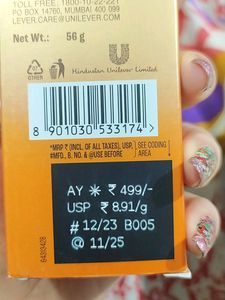 TOLL FREE: 1800-10-22-221
PO BOX 14760, MUMBAI 400 099
LEVER.CARE@UNILEVER.COM
Net Wt.: 56 g
OTHER
Hindustan Unilever Limited
8 901030 533174 >
*MRP ₹ (INCL. OF ALL TAXES), USP,
#MFD., B. NO. & @USE BEFORE
SEE CODING
AREA
AY * ₹ 499/-
USP ₹ 8.91/g
# 12/23 B005
@ 11/25